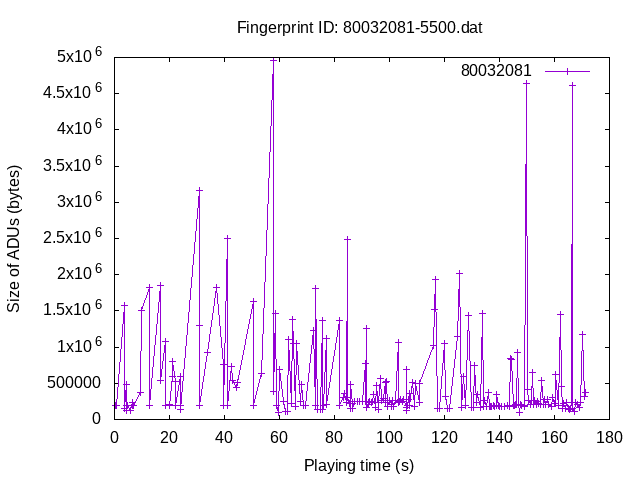 Fingerprint ID: 80032081-5500.dat
5x10^6
80032081
4.5x10^6
4x10^6
3.5x10^6
3x10^6
2.5x10^6
2x10^6
1.5x10^6
1x10^6
500000
0
Size of ADUs (bytes)
0 20 40 60 80 100 120 140 160 180
Playing time (s)